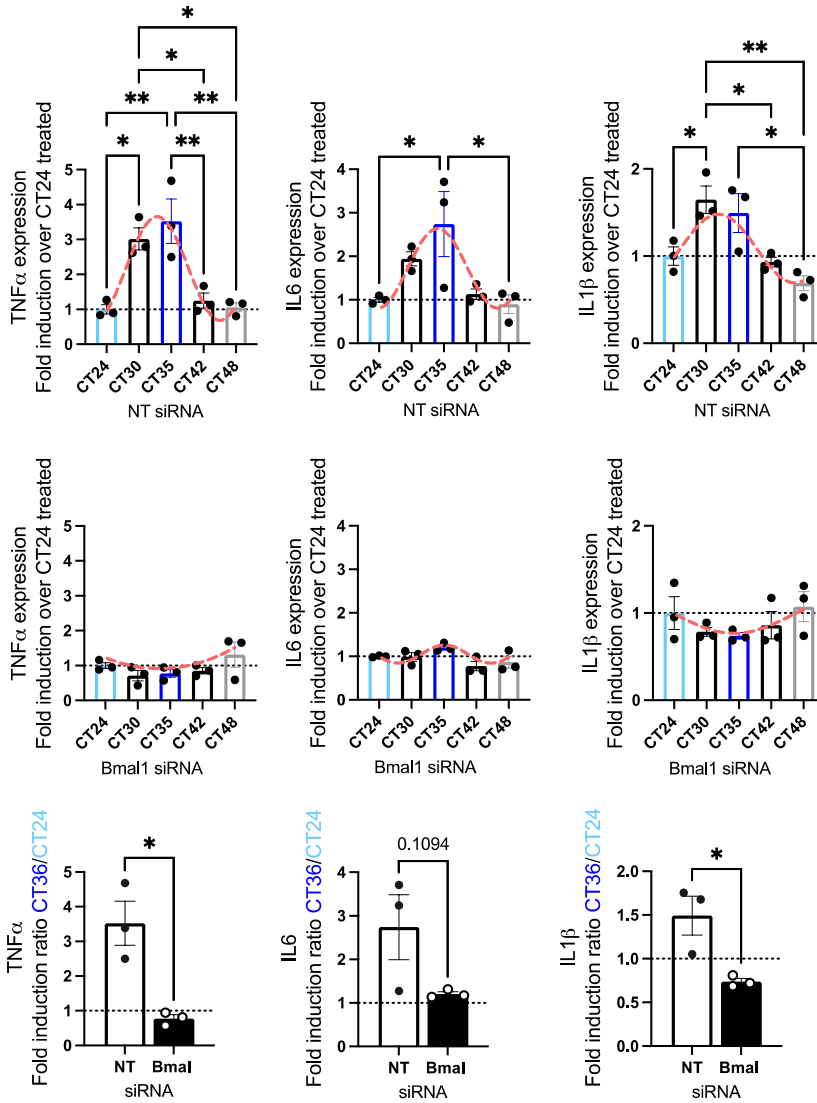 *
*
** **
* **
TNFα expression
Fold induction over CT24 treated
5
4
3
2
1
0
CT24 CT30 CT35 CT42 CT48
NT siRNA
* *
IL6 expression
Fold induction over CT24 treated
4
3
2
1
0
CT24 CT30 CT35 CT42 CT48
NT siRNA
**
*
* *
IL1β expression
Fold induction over CT24 treated
2
1
0
CT24 CT30 CT35 CT42 CT48
NT siRNA
TNFα expression
Fold induction over CT24 treated
5
4
3
2
1
0
CT24 CT30 CT35 CT42 CT48
Bmal1 siRNA
IL6 expression
Fold induction over CT24 treated
4
3
2
1
0
CT24 CT30 CT35 CT42 CT48
Bmal1 siRNA
IL1β expression
Fold induction over CT24 treated
2
1
0
CT24 CT30 CT35 CT42 CT48
Bmal1 siRNA
TNFα
Fold induction ratio CT36/CT24
*
5
4
3
2
1
0
NT Bmal
siRNA
IL6
Fold induction ratio CT36/CT24
0.1094
4
3
2
1
0
NT Bmal
siRNA
IL1β
Fold induction ratio CT36/CT24
*
2.0
1.5
1.0
0.5
0.0
NT Bmal
siRNA